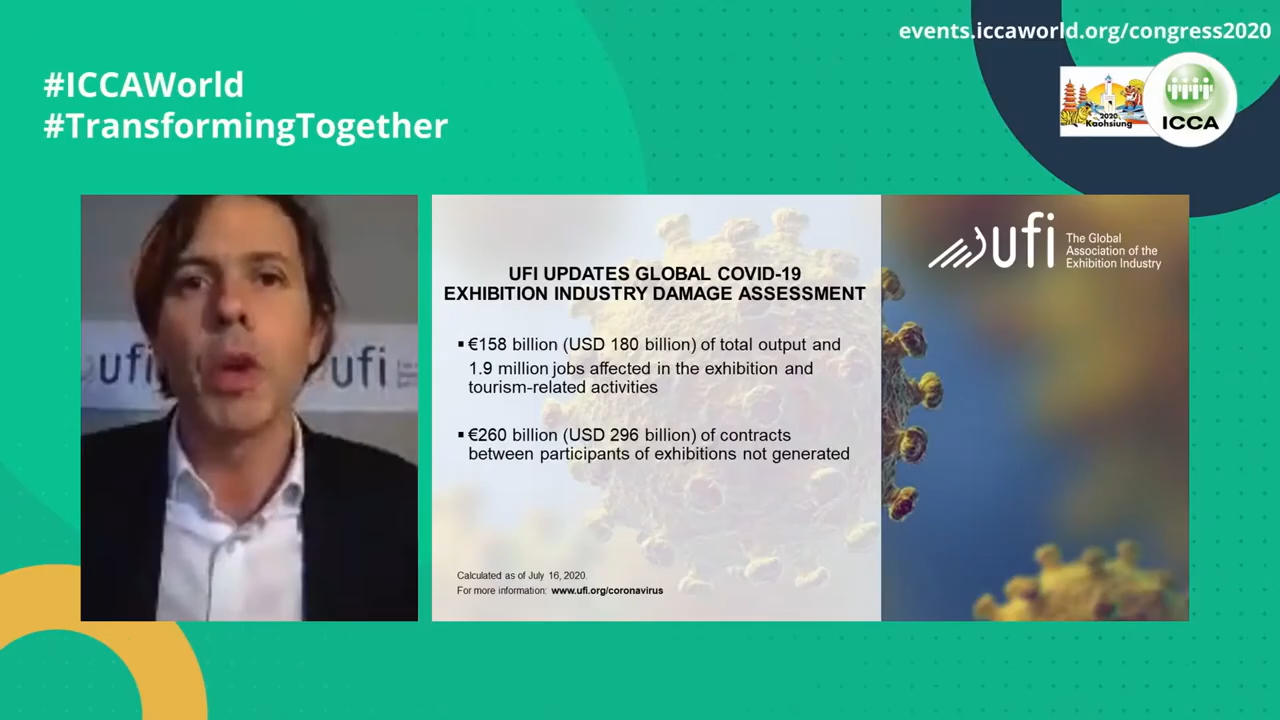 events.iccaworld.org/congress2020
#ICCAWorld
#TransformingTogether
2020
Kaohsiung
ICCA
ufi
ufi
UFI UPDATES GLOBAL COVID-19
EXHIBITION INDUSTRY DAMAGE ASSESSMENT
▪ €158 billion (USD 180 billion) of total output and
1.9 million jobs affected in the exhibition and
tourism-related activities
▪ €260 billion (USD 296 billion) of contracts
between participants of exhibitions not generated
Calculated as of July 16, 2020.
For more information: www.ufi.org/coronavirus
ufi
The Global
Association of the
Exhibition Industry